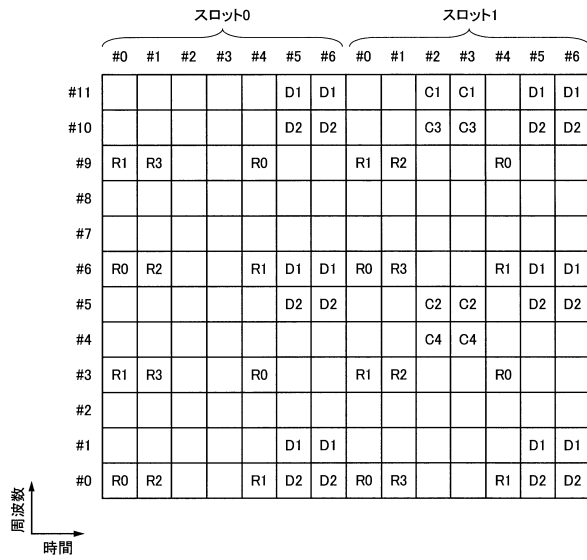 スロット0 スロット1
#0 #1 #2 #3 #4 #5 #6 #0 #1 #2 #3 #4 #5 #6
#11 D1 D1 C1 C1 D1 D1
#10 D2 D2 C3 C3 D2 D2
#9 R1 R3 R0 R1 R2 R0
#8
#7
#6 R0 R2 R1 D1 D1 R0 R3 R1 D1 D1
#5 D2 D2 C2 C2 D2 D2
#4 C4 C4
#3 R1 R3 R0 R1 R2 R0
#2
#1 D1 D1 D1 D1
#0 R0 R2 R1 D2 D2 R0 R3 R1 D2 D2
周波数
時間